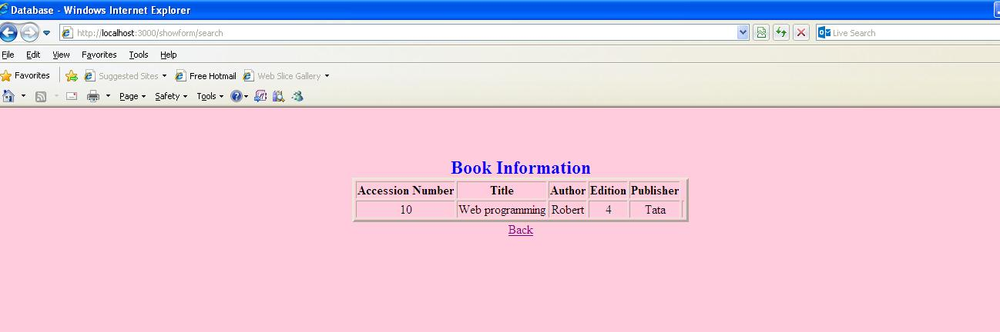 Database - Windows Internet Explorer
http://localhost:3000/showform/search
Live Search
File Edit View Favorites Tools Help
Favorites Suggested Sites Free Hotmail Web Slice Gallery
Page Safety Tools
Book Information
Accession Number Title Author Edition Publisher
10 Web programming Robert 4 Tata
Back